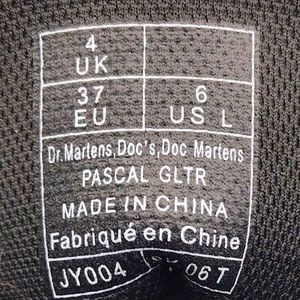 4
UK
37 6
EU US L
Dr.Martens,Doc's,Doc Martens
PASCAL GLTR
MADE IN CHINA
Fabriqué en Chine
JY004 06 T